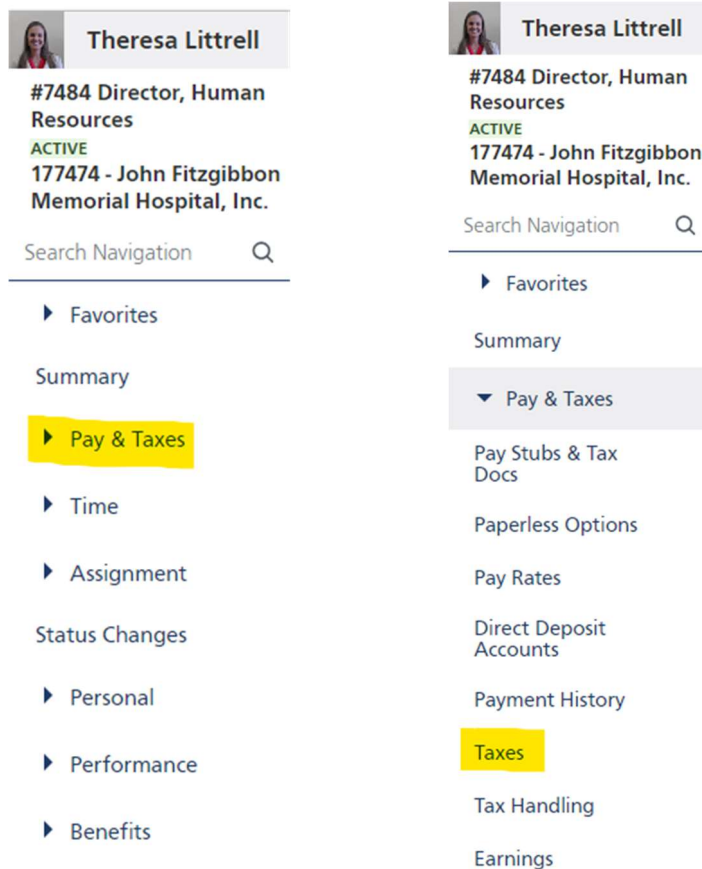 Theresa Littrell
#7484 Director, Human
Resources
ACTIVE
177474 - John Fitzgibbon
Memorial Hospital, Inc.
Search Navigation
Favorites
Summary
Pay & Taxes
Time
Assignment
Status Changes
Personal
Performance
Benefits
Theresa Littrell
#7484 Director, Human
Resources
ACTIVE
177474 - John Fitzgibbon
Memorial Hospital, Inc.
Search Navigation
Favorites
Summary
Pay & Taxes
Pay Stubs & Tax
Docs
Paperless Options
Pay Rates
Direct Deposit
Accounts
Payment History
Taxes
Tax Handling
Earnings